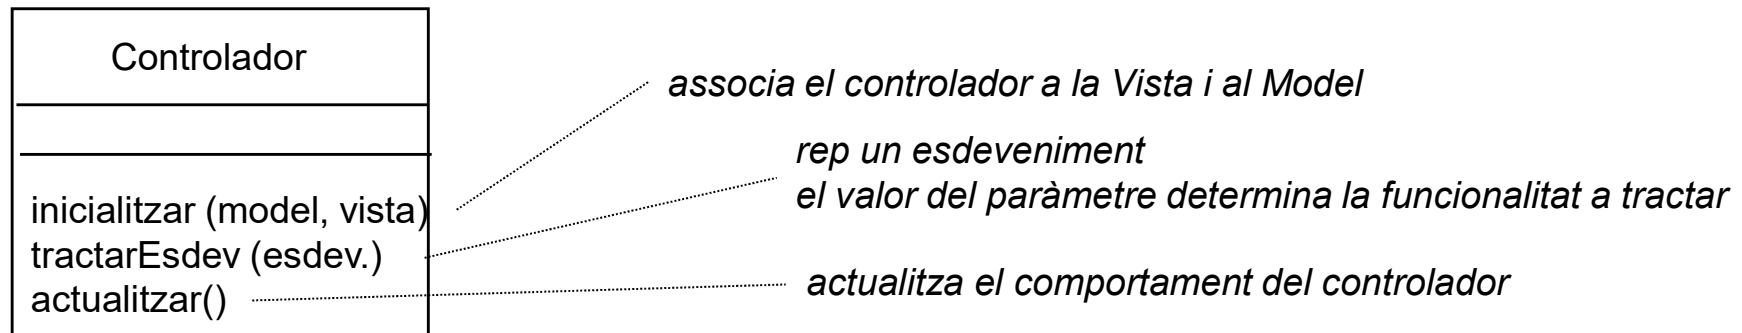 Controlador
associa el controlador a la Vista i al Model
rep un esdeveniment
el valor del paràmetre determina la funcionalitat a tractar
inicialitzar (model, vista)
tractarEsdev (esdev.)
actualitzar()
actualitza el comportament del controlador